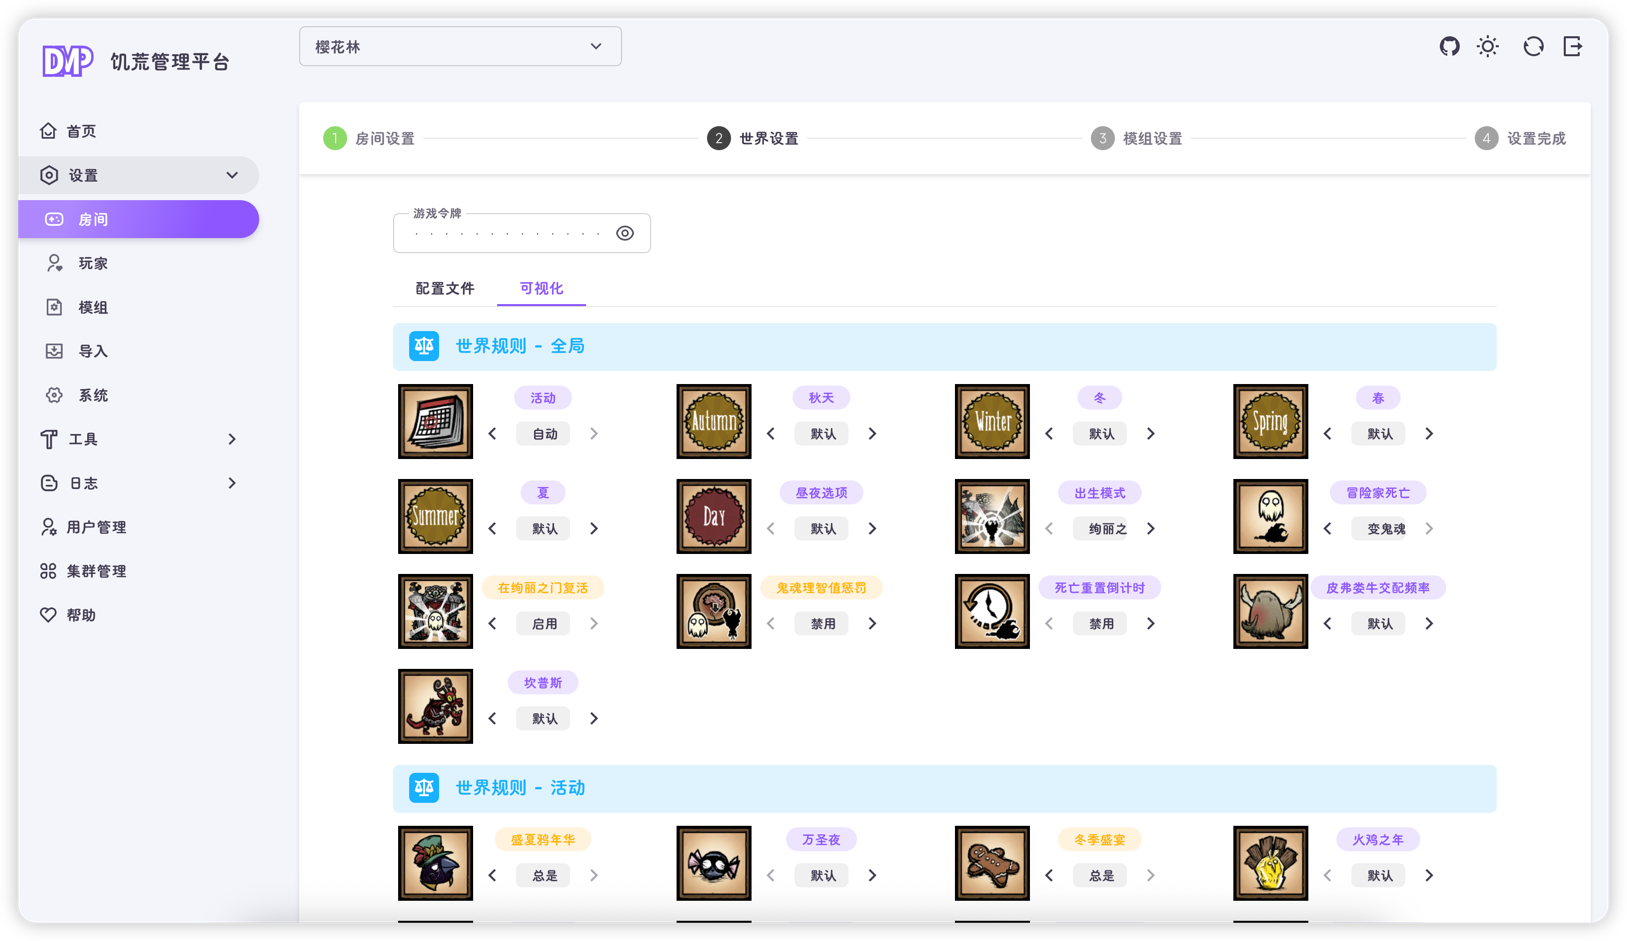 DMP 饥荒管理平台
樱花林
首页
设置
房间
玩家
模组
导入
系统
工具
日志
用户管理
集群管理
帮助
1 房间设置
2 世界设置
3 模组设置
4 设置完成
游戏令牌
配置文件 可视化
世界规则 - 全局
活动
自动
Autumn
秋天
默认
Winter
冬
默认
Spring
春
默认
Summer
夏
默认
Day
昼夜选项
默认
出生模式
绚丽之
冒险家死亡
变鬼魂
在绚丽之门复活
启用
鬼魂理智值惩罚
禁用
死亡重置倒计时
禁用
皮弗娄牛交配频率
默认
坎普斯
默认
世界规则 - 活动
盛夏鸦年华
总是
万圣夜
默认
冬季盛宴
总是
火鸡之年
默认